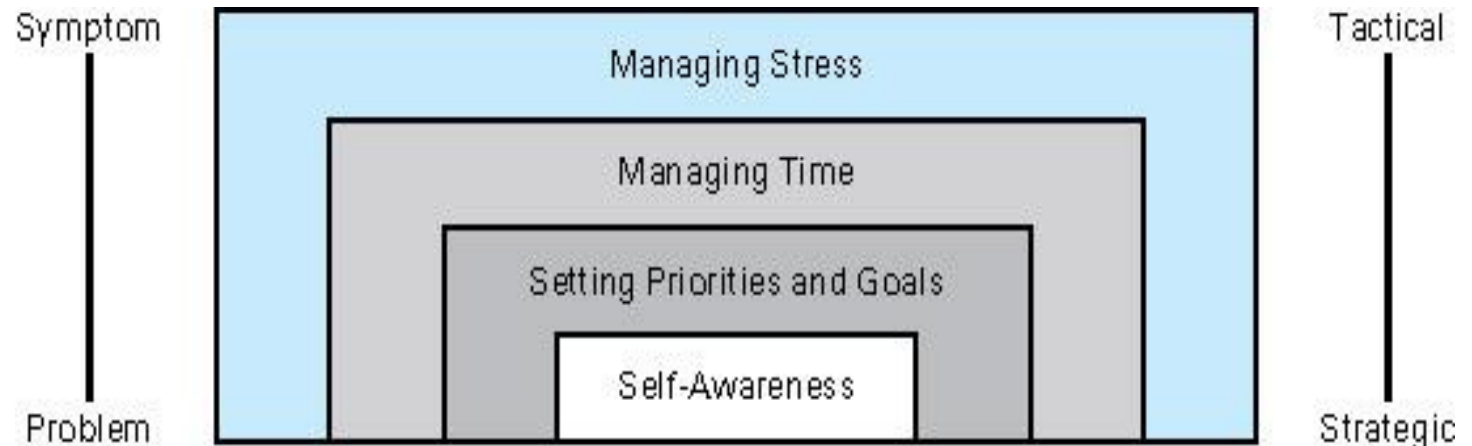 Symptom
Tactical
Managing Stress
Managing Time
Setting Priorities and Goals
Self-Awareness
Problem
Strategic